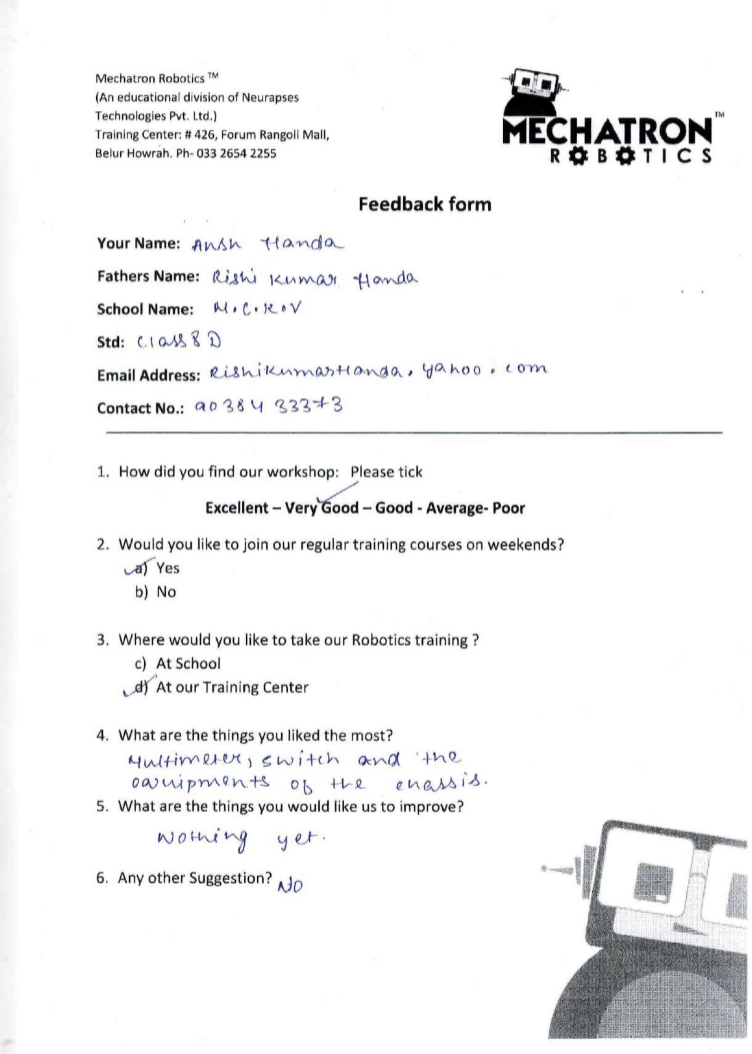 Mechatron Robotics ™
(An educational division of Neurapses
Technologies Pvt. Ltd.)
Training Center: # 426, Forum Rangoli Mall,
Belur Howrah. Ph- 033 2654 2255
MECHATRON™
ROBOTICS
Feedback form
Your Name: Ansh Handa
Fathers Name: Rishi Kumar Handa
School Name: M.C.K.V
Std: Class 8 D
Email Address: RishikumarHanda. yahoo . com
Contact No.: 90384 33373
1. How did you find our workshop: Please tick
Excellent – Very Good – Good - Average- Poor
2. Would you like to join our regular training courses on weekends?
a) Yes
b) No
3. Where would you like to take our Robotics training ?
c) At School
d) At our Training Center
4. What are the things you liked the most?
Multimeter, switch and the
of the chassis.
5. What are the things you would like us to improve?
Nothing yet.
6. Any other Suggestion? NO